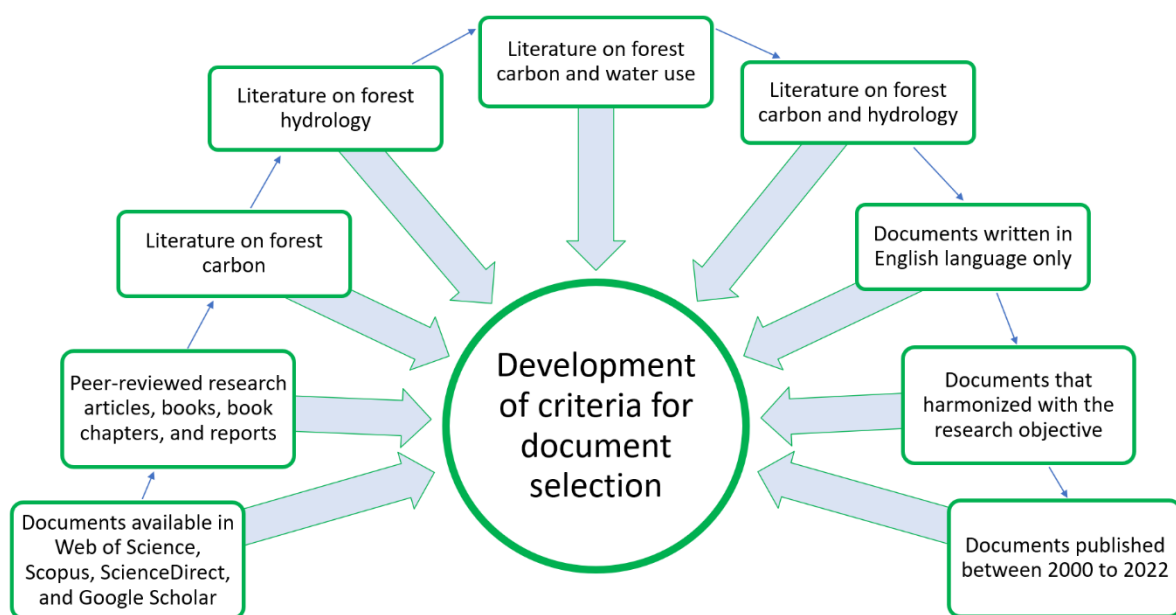 Literature on forest
carbon and water use
Literature on forest
hydrology
Literature on forest
carbon and hydrology
Literature on forest
carbon
Documents written in
English language only
Development
of criteria for
document
selection
Peer-reviewed research
articles, books, book
chapters, and reports
Documents that
harmonized with the
research objective
Documents available in
Web of Science,
Scopus, ScienceDirect,
and Google Scholar
Documents published
between 2000 to 2022